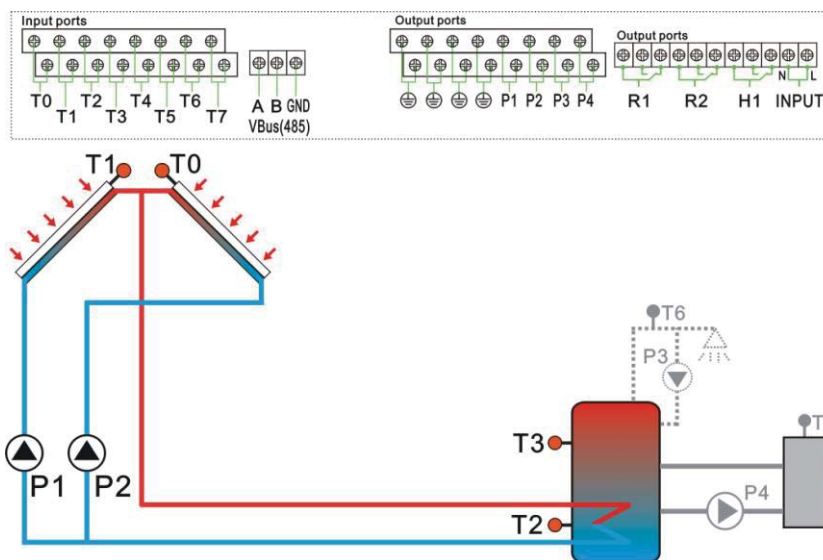 Input ports
T0 T2 T4 T6
T1 T3 T5 T7
A B GND
VBus(485)
Output ports
P1 P2 P3 P4
Output ports
N L
R1 R2 H1 INPUT
T1 T0
T6
P3
T3
T
P1 P2
P4
T2